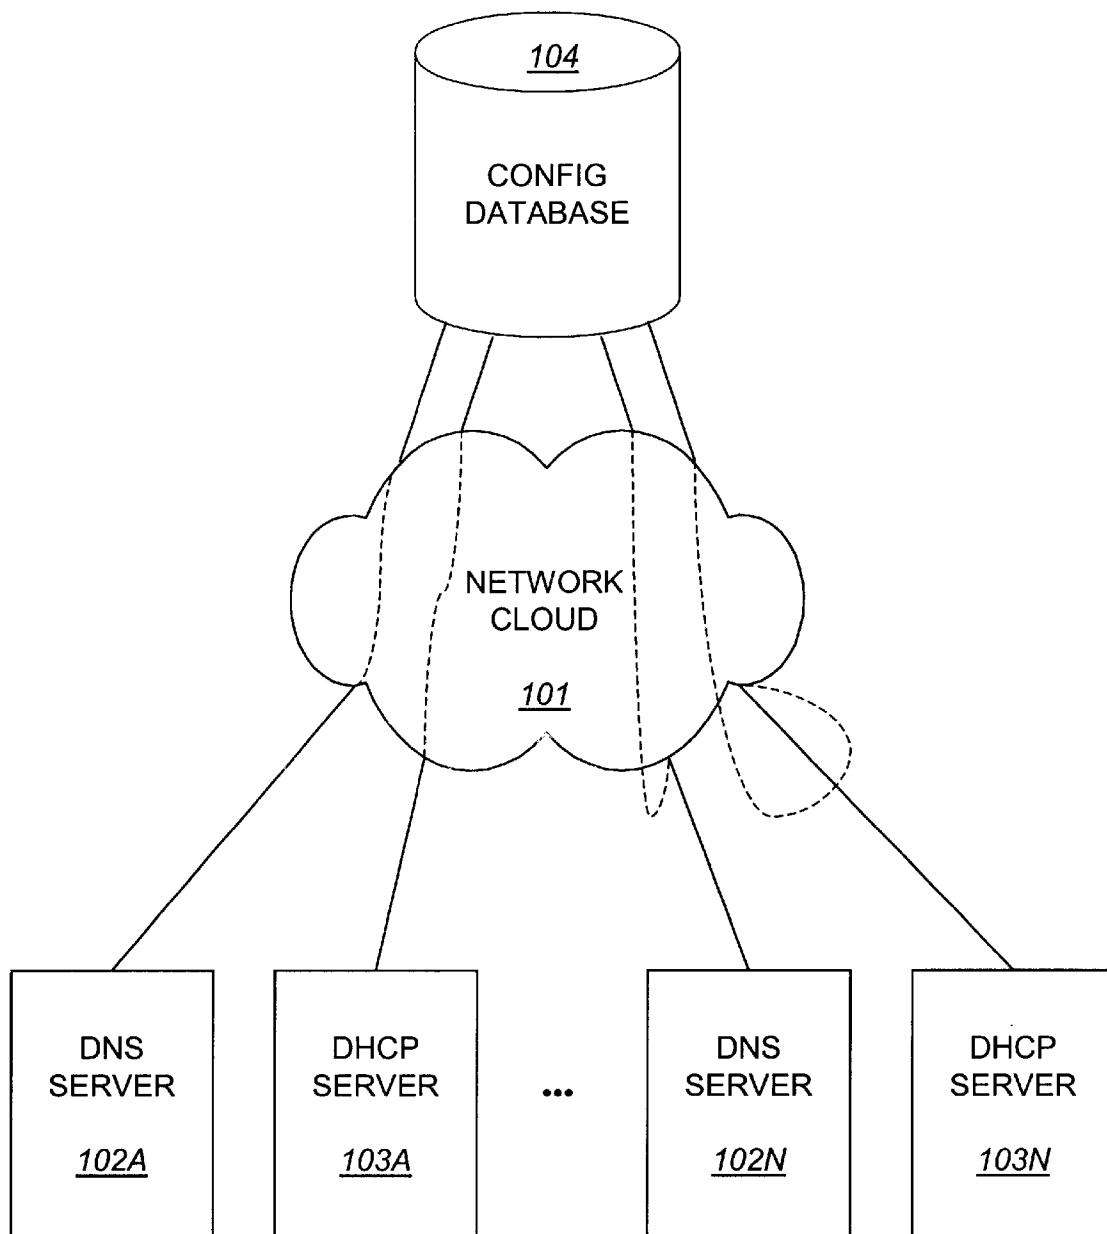 104
CONFIG
DATABASE
NETWORK
CLOUD
101
DNS
SERVER
102A
DHCP
SERVER
103A
...
DNS
SERVER
102N
DHCP
SERVER
103N